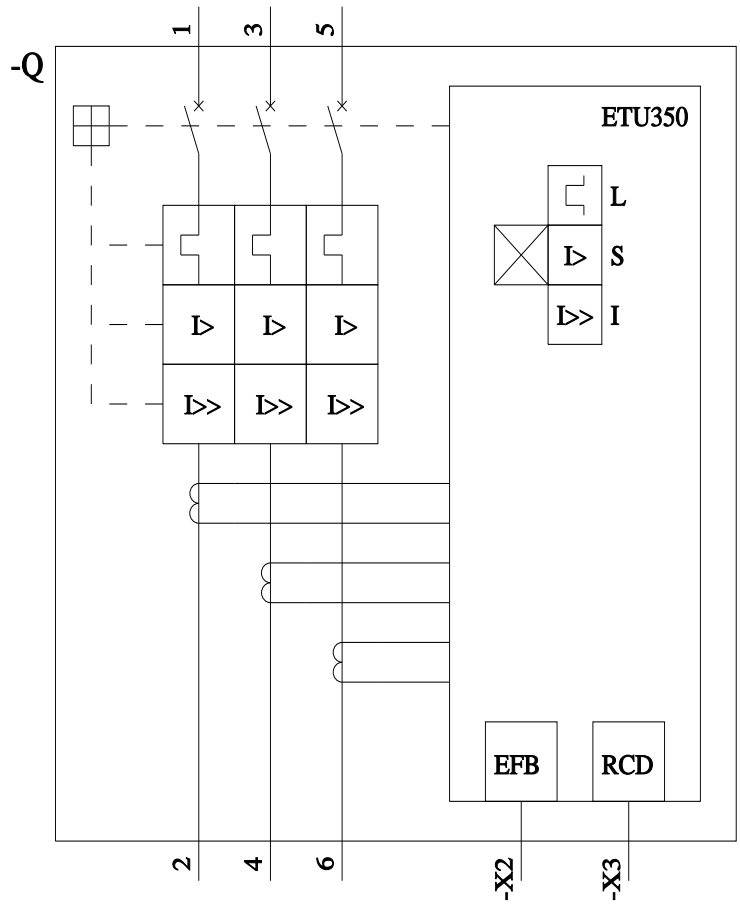 1 3 5
-Q
ETU350
L
I> S
I>> I
I> I> I>
I>> I>> I>>
EFB RCD
2 4 6 -X2 -X3